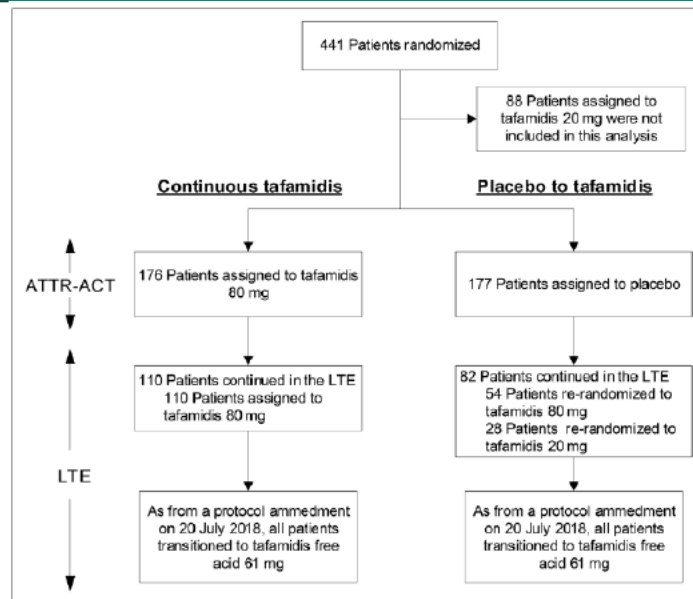 441 Patients randomized
88 Patients assigned to
tafamidis 20 mg were not
included in this analysis
Continuous tafamidis
Placebo to tafamidis
ATTR-ACT
176 Patients assigned to tafamidis
80 mg
177 Patients assigned to placebo
LTE
110 Patients continued in the LTE
110 Patients assigned to
tafamidis 80 mg
82 Patients continued in the LTE
54 Patients re-randomized to
tafamidis 80 mg
28 Patients re-randomized to
tafamidis 20 mg
As from a protocol ammedment
on 20 July 2018, all patients
transitioned to tafamidis free
acid 61 mg
As from a protocol ammedment
on 20 July 2018, all patients
transitioned to tafamidis free
acid 61 mg